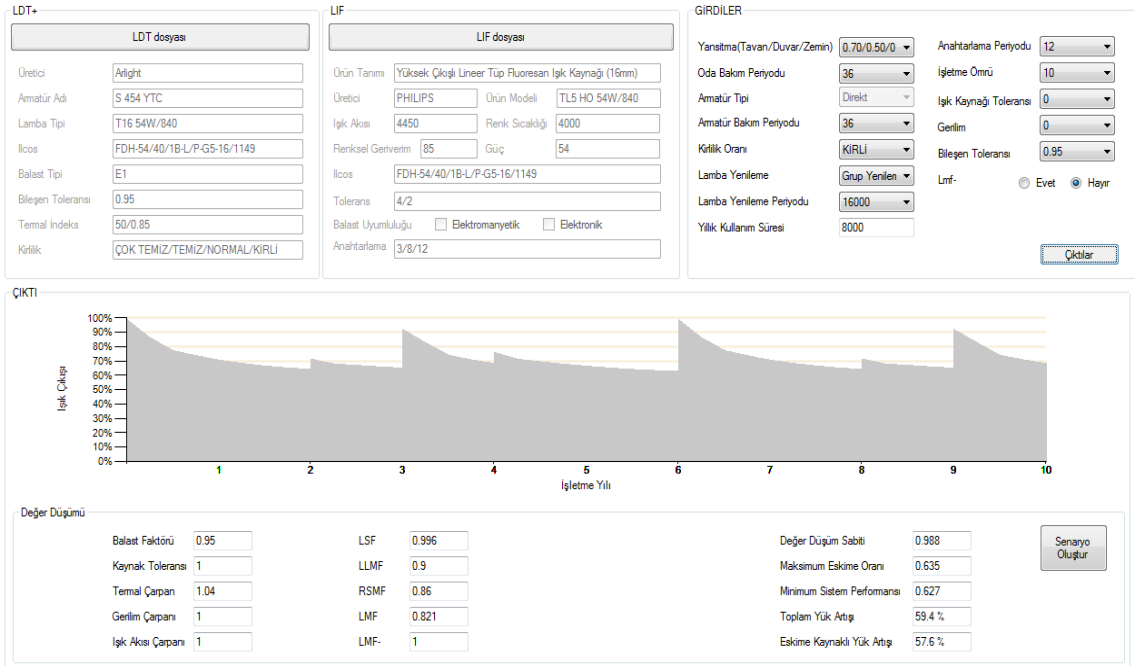 LDT+
LDT dosyası
Üretici Arlight
Armatür Adı S 454 YTC
Lamba Tipi T16 54W/840
Ilcos FDH-54/40/1B-L/P-G5-16/1149
Balast Tipi E1
Bileşen Toleransı 0.95
Termal Indeks 50/0.85
Kirlilik ÇOK TEMİZ/TEMİZ/NORMAL/KİRLİ
LIF
LIF dosyası
Ürün Tanımı Yüksek Çıkışlı Lineer Tüp Fluoresan Işık Kaynağı (16mm)
Üretici PHILIPS Ürün Modeli TL5 HO 54W/840
Işık Akısı 4450 Renk Sıcaklığı 4000
Renksel Geriverim 85 Güç 54
Ilcos FDH-54/40/1B-L/P-G5-16/1149
Tolerans 4/2
Balast Uyumluluğu Elektromanyetik Elektronik
Anahtarlama 3/8/12
GİRDİLER
Yansitma(Tavan/Duvar/Zemin) 0.70/0.50/0 Anahtarlama Periyodu 12
Oda Bakım Periyodu 36 İşletme Ömrü 10
Armatür Tipi Direkt Işik Kaynağı Toleransı 0
Armatür Bakım Periyodu 36 Gerilim 0
Kirlilik Oranı KİRLİ Bileşen Toleransı 0.95
Lamba Yenileme Grup Yenilen Lmf- Evet Hayır
Lamba Yenileme Periyodu 16000
Yıllık Kullanım Süresi 8000
Çiktilar
ÇIKTI
100%
90%
80%
70%
60%
50%
40%
30%
20%
10%
0%
Işık Çıkışı
1 2 3 4 5 6 7 8 9 10
İşletme Yılı
Değer Düşümü
Balast Faktörü 0.95 LSF 0.996 Değer Düşüm Sabiti 0.988
Kaynak Toleransı 1 LLMF 0.9 Maksimum Eskime Oranı 0.635
Termal Çarpan 1.04 RSMF 0.86 Minimum Sistem Performansı 0.627
Gerilim Çarpanı 1 LMF 0.821 Toplam Yük Artışı 59.4 %
Işik Akısı Çarpanı 1 LMF- 1 Eskime Kaynaklı Yük Artışı 57.6 %
Senaryo
Oluştur